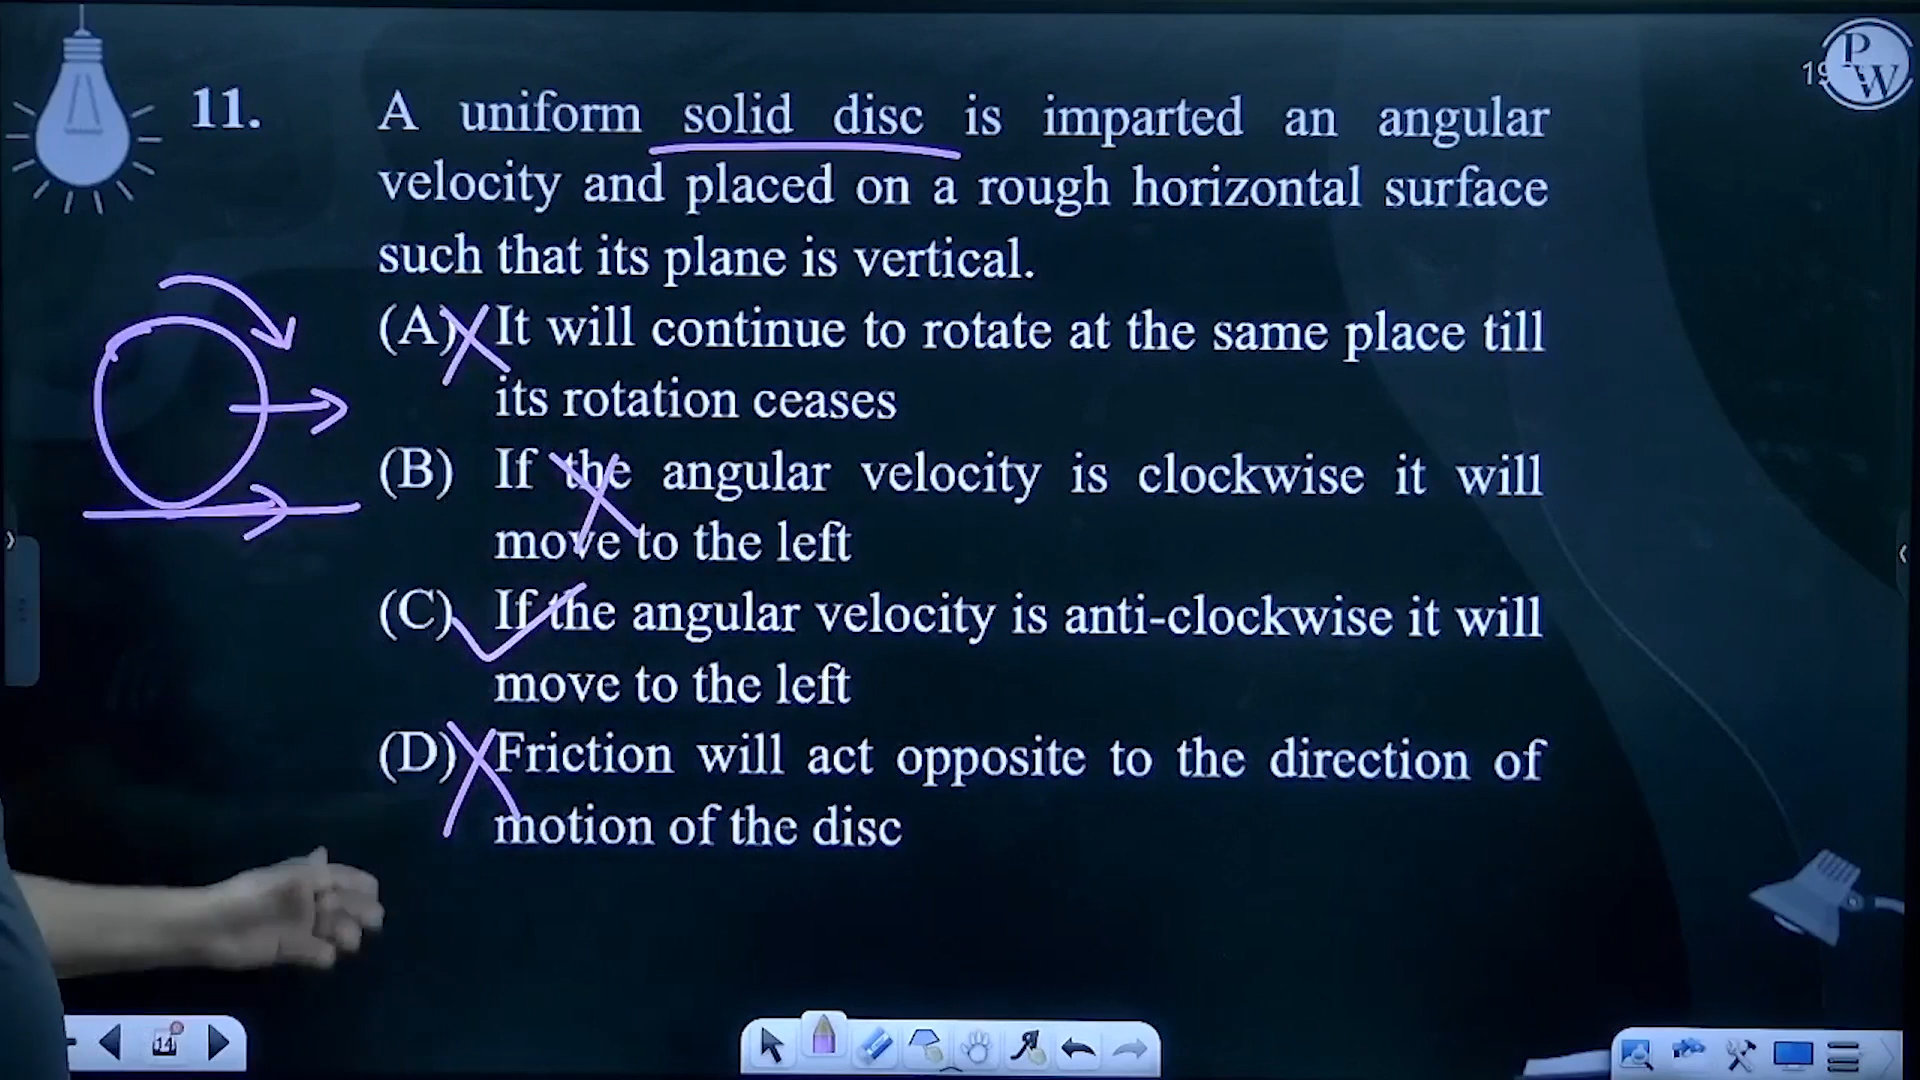 11. A uniform solid disc is imparted an angular
velocity and placed on a rough horizontal surface
such that its plane is vertical.
(A) It will continue to rotate at the same place till
its rotation ceases
(B) If the angular velocity is clockwise it will
move to the left
(C) If the angular velocity is anti-clockwise it will
move to the left
(D) Friction will act opposite to the direction of
motion of the disc
PW
14